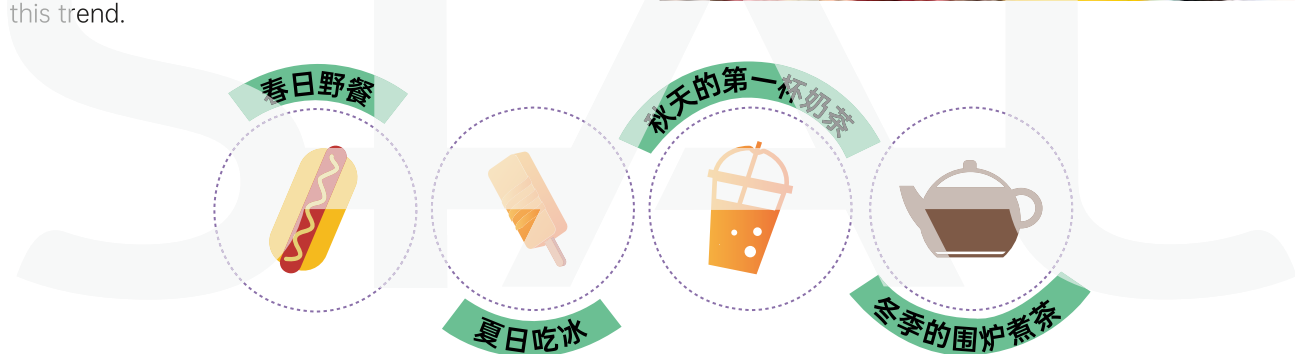 this trend.
春日野餐
夏日吃冰
秋天的第一杯奶茶
冬季的围炉煮茶